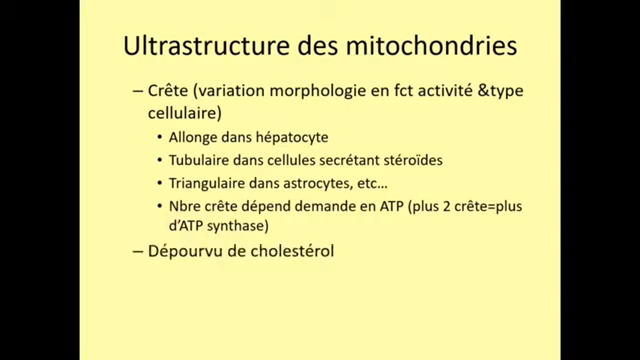 Ultrastructure des mitochondries
– Crête (variation morphologie en fct activité &type
cellulaire)
• Allonge dans hépatocyte
• Tubulaire dans cellules secrétant stéroïdes
• Triangulaire dans astrocytes, etc...
• Nbre crête dépend demande en ATP (plus 2 crête=plus
d’ATP synthase)
– Dépourvu de cholestérol